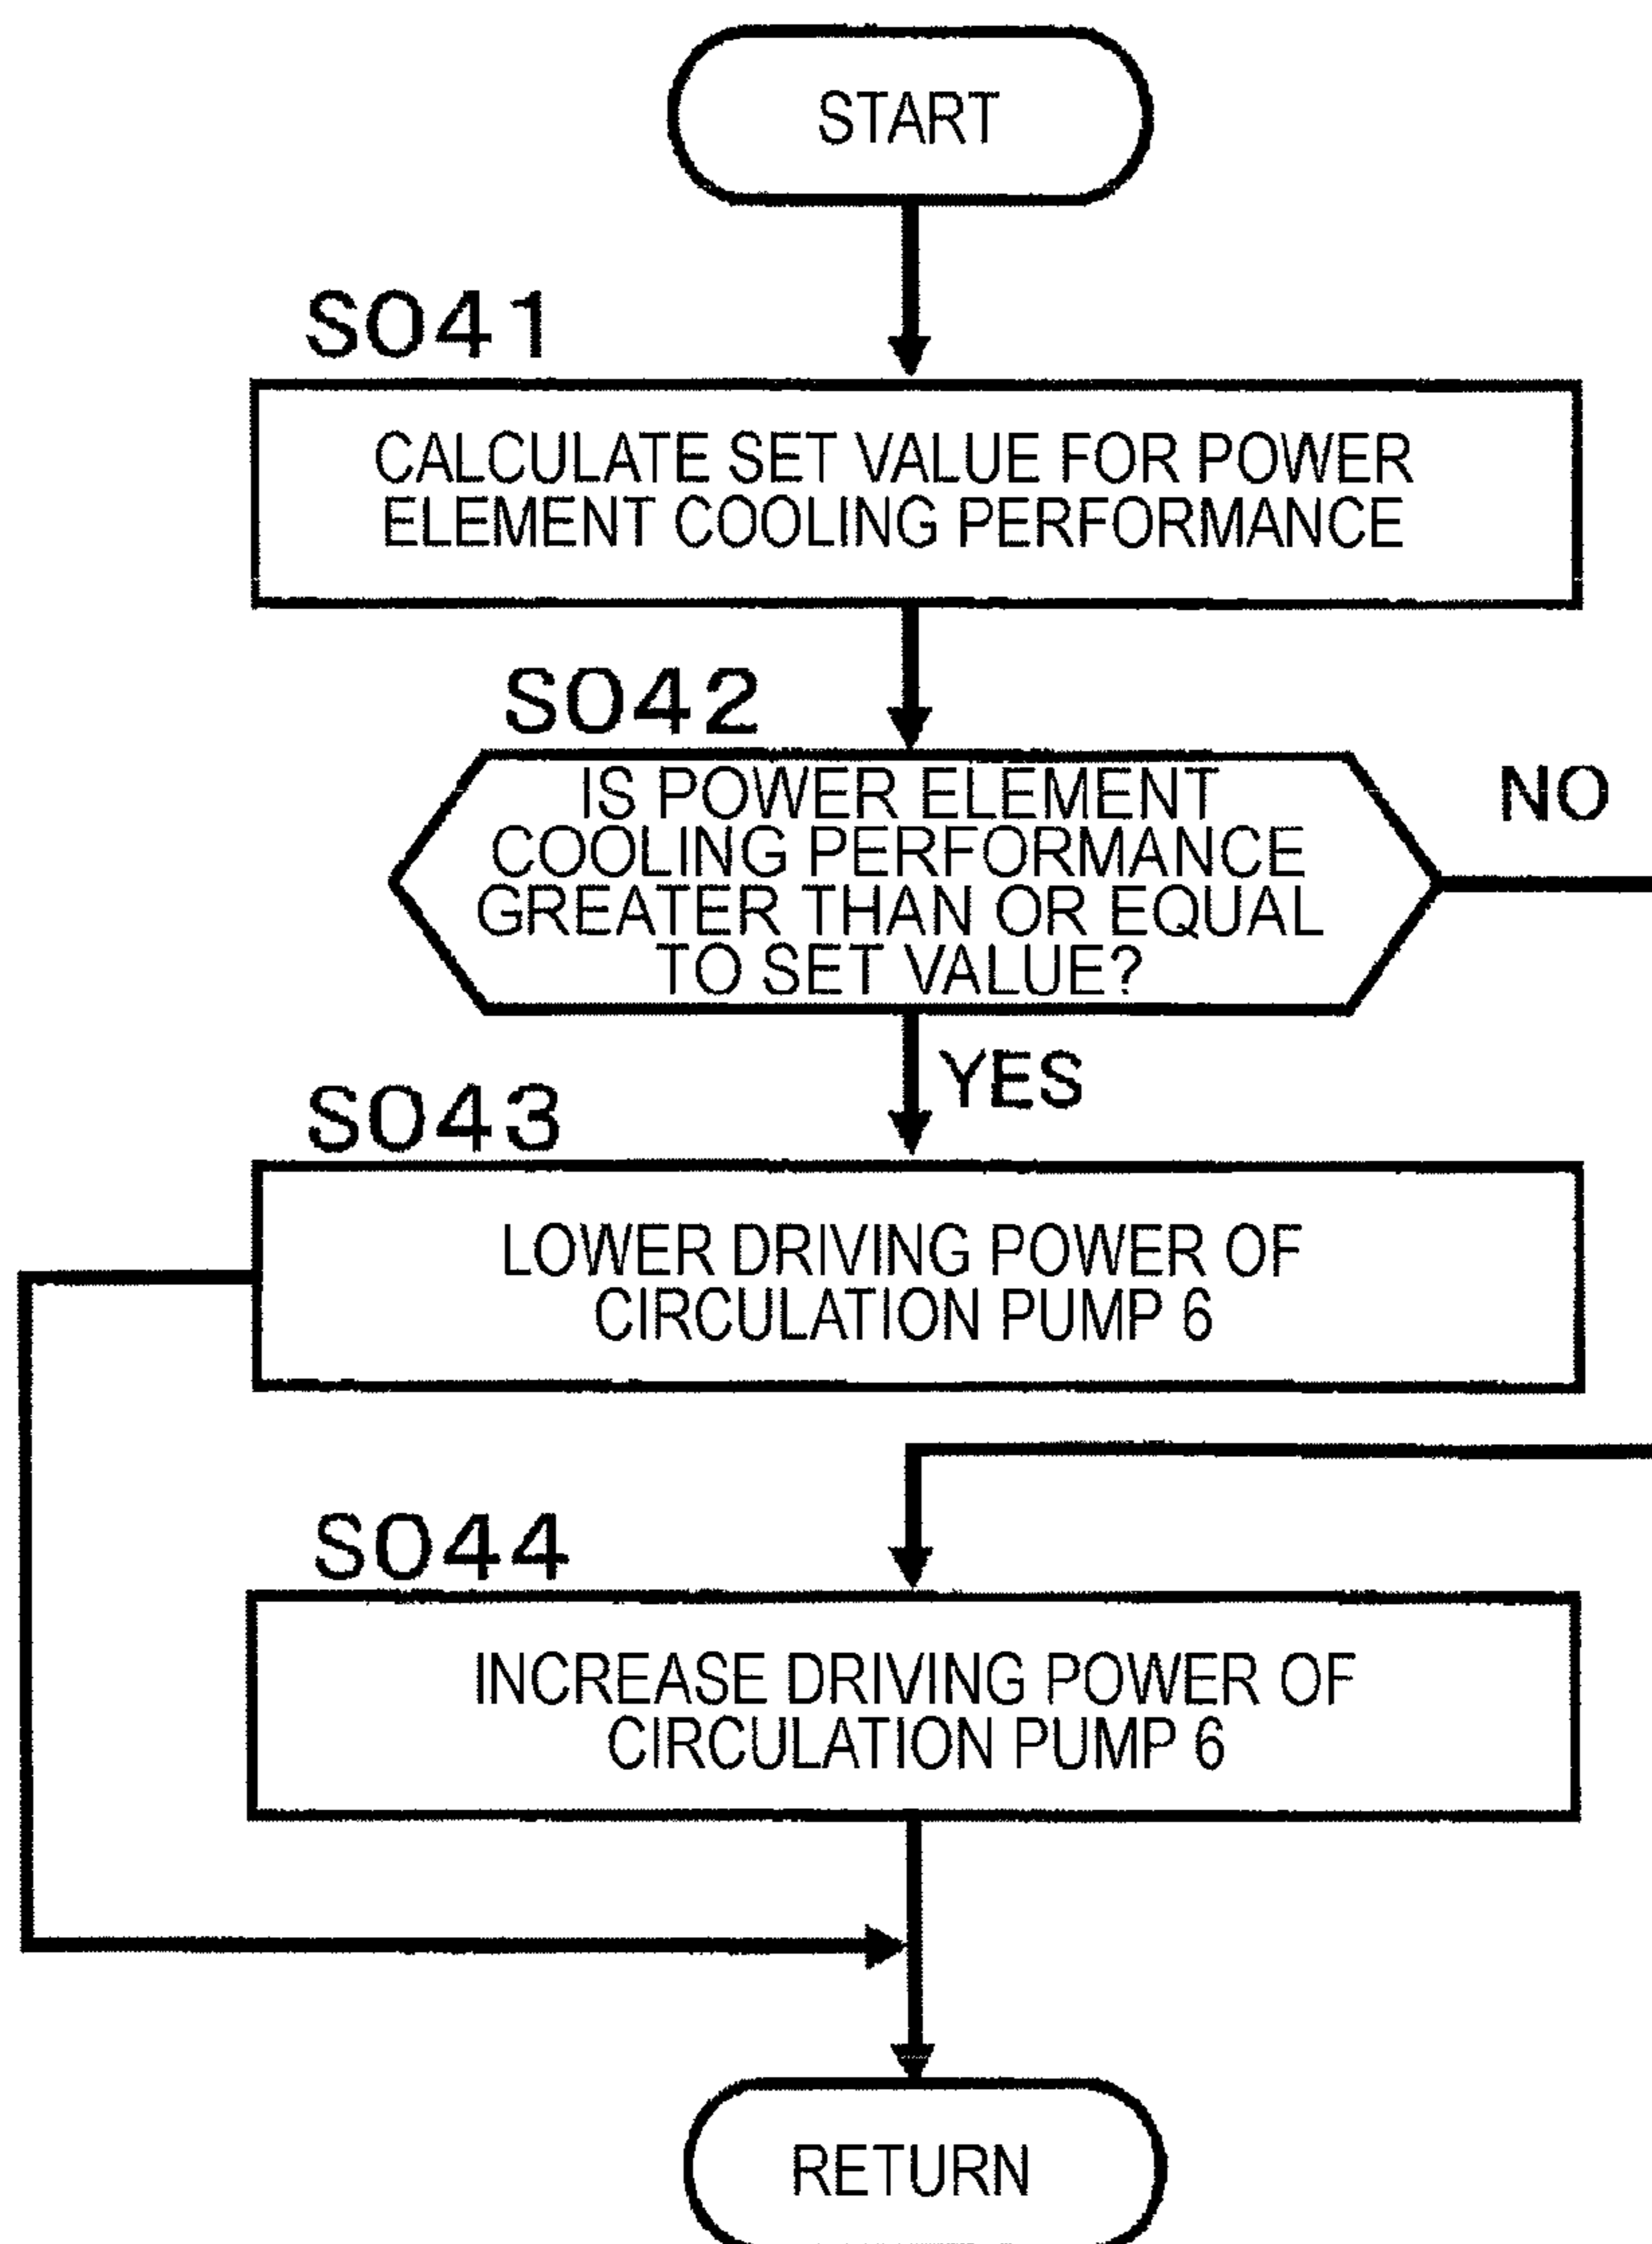 START
S041
CALCULATE SET VALUE FOR POWER
ELEMENT COOLING PERFORMANCE
S042
IS POWER ELEMENT
COOLING PERFORMANCE
GREATER THAN OR EQUAL
TO SET VALUE?
NO
YES
S043
LOWER DRIVING POWER OF
CIRCULATION PUMP 6
S044
INCREASE DRIVING POWER OF
CIRCULATION PUMP 6
RETURN